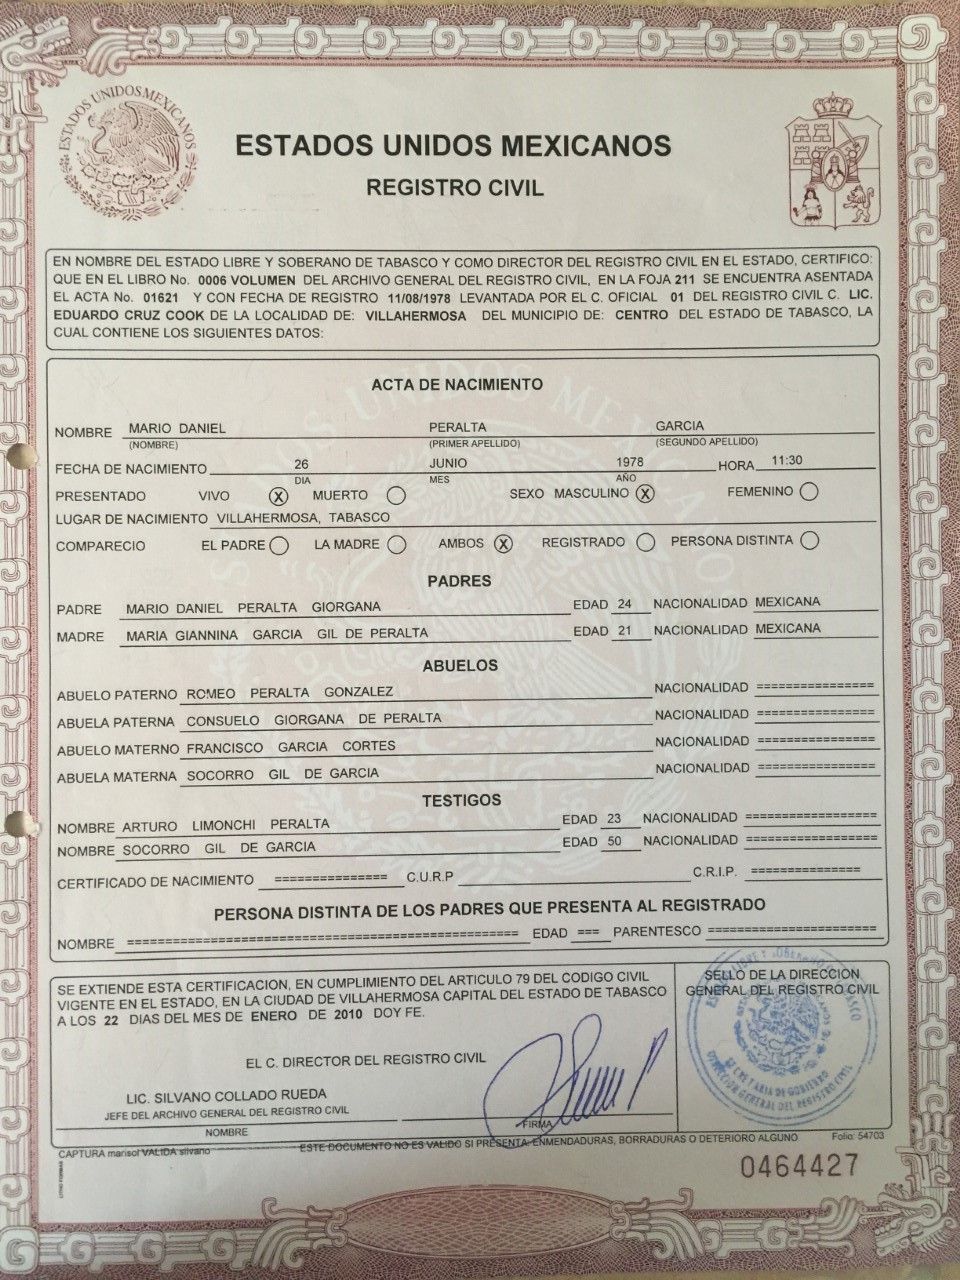 ESTADOS UNIDOS MEXICANOS
ESTADOS UNIDOS MEXICANOS
REGISTRO CIVIL
EN NOMBRE DEL ESTADO LIBRE Y SOBERANO DE TABASCO Y COMO DIRECTOR DEL REGISTRO CIVIL EN EL ESTADO, CERTIFICO:
QUE EN EL LIBRO No. 0006 VOLUMEN DEL ARCHIVO GENERAL DEL REGISTRO CIVIL, EN LA FOJA 211 SE ENCUENTRA ASENTADA
EL ACTA No. 01621 Y CON FECHA DE REGISTRO 11/08/1978 LEVANTADA POR EL C. OFICIAL 01 DEL REGISTRO CIVIL C. LIC.
EDUARDO CRUZ COOK DE LA LOCALIDAD DE: VILLAHERMOSA DEL MUNICIPIO DE: CENTRO DEL ESTADO DE TABASCO, LA
CUAL CONTIENE LOS SIGUIENTES DATOS:
ACTA DE NACIMIENTO
NOMBRE MARIO DANIEL PERALTA GARCIA
(NOMBRE) (PRIMER APELLIDO) (SEGUNDO APELLIDO)
FECHA DE NACIMIENTO 26 JUNIO 1978 HORA 11:30
DIA MES AÑO
PRESENTADO VIVO X MUERTO SEXO MASCULINO X FEMENINO
LUGAR DE NACIMIENTO VILLAHERMOSA, TABASCO
COMPARECIO EL PADRE LA MADRE AMBOS X REGISTRADO PERSONA DISTINTA
PADRES
PADRE MARIO DANIEL PERALTA GIORGANA EDAD 24 NACIONALIDAD MEXICANA
MADRE MARIA GIANNINA GARCIA GIL DE PERALTA EDAD 21 NACIONALIDAD MEXICANA
ABUELOS
ABUELO PATERNO ROMEO PERALTA GONZALEZ NACIONALIDAD ================
ABUELA PATERNA CONSUELO GIORGANA DE PERALTA NACIONALIDAD ================
ABUELO MATERNO FRANCISCO GARCIA CORTES NACIONALIDAD ================
ABUELA MATERNA SOCORRO GIL DE GARCIA NACIONALIDAD ================
TESTIGOS
NOMBRE ARTURO LIMONCHI PERALTA EDAD 23 NACIONALIDAD ==================
NOMBRE SOCORRO GIL DE GARCIA EDAD 50 NACIONALIDAD ==================
CERTIFICADO DE NACIMIENTO ================ C.U.R.P C.R.I.P. ================
PERSONA DISTINTA DE LOS PADRES QUE PRESENTA AL REGISTRADO
NOMBRE ======================================================= EDAD === PARENTESCO =======================
SE EXTIENDE ESTA CERTIFICACION, EN CUMPLIMIENTO DEL ARTICULO 79 DEL CODIGO CIVIL
VIGENTE EN EL ESTADO, EN LA CIUDAD DE VILLAHERMOSA CAPITAL DEL ESTADO DE TABASCO
A LOS 22 DIAS DEL MES DE ENERO DE 2010 DOY FE.
SELLO DE LA DIRECCION
GENERAL DEL REGISTRO CIVIL
SECRETARIA DE GOBIERNO
DIRECCION GENERAL DEL REGISTRO CIVIL
EL C. DIRECTOR DEL REGISTRO CIVIL
LIC. SILVANO COLLADO RUEDA
JEFE DEL ARCHIVO GENERAL DEL REGISTRO CIVIL
NOMBRE
FIRMA
ESTE DOCUMENTO NO ES VALIDO SI PRESENTA: ENMENDADURAS, BORRADURAS O DETERIORO ALGUNO
Folio: 54703
CAPTURA marisol VALIDA silvano
0464427